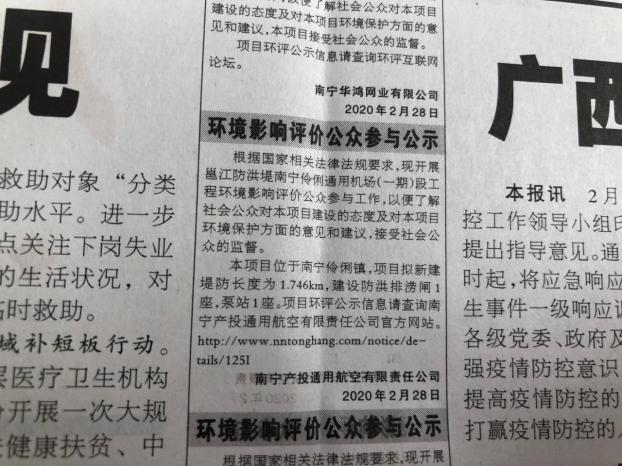 见
救助对象“分类
助水平。进一步
点关注下岗失业
的生活状况，对
临时救助。
域补短板行动。
层医疗卫生机构
开展一次大规
健康扶贫、中
以便了解社会公众对本项目
建设的态度及对本项目环境保护方面的意
见和建议，本项目接受社会公众的监督。
项目环评公示信息请查询环评互联网
论坛。
南宁华鸿网业有限公司
2020年2月28日
环境影响评价公众参与公示
根据国家相关法律法规要求，现开展
邕江防洪堤南宁伶俐通用机场（一期）段工
程环境影响评价公众参与工作，以便了解
社会公众对本项目建设的态度及对本项目
环境保护方面的意见和建议，接受社会公
众的监督。
本项目位于南宁伶俐镇，项目拟新建
堤防长度为1.746km，建设防洪排涝闸1
座，泵站1座。项目环评公示信息请查询南
宁产投通用航空有限责任公司官方网站。
http://www.nntonghang.com/notice/de-
tails/1251
南宁产投通用航空有限责任公司
2020年2月28日
环境影响评价公众参与公示
根据国家相关法律法规要求，现开展
广西
本报讯 2月
控工作领导小组印
提出指导意见。通
时起，将应急响应
生事件一级响应调
各级党委、政府及
强疫情防控意识
提高疫情防控的
打赢疫情防控的